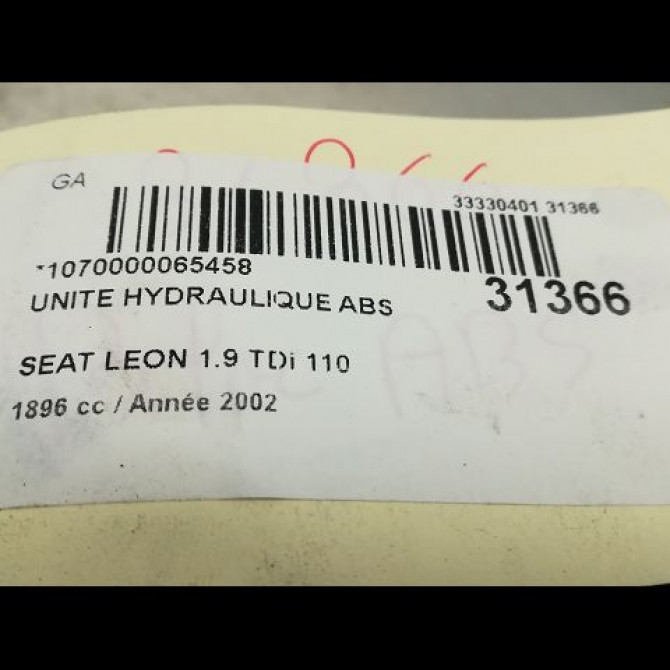 GA
33330401 31366
*1070000065458
31366
UNITE HYDRAULIQUE ABS
SEAT LEON 1.9 TDi 110
1896 cc / Année 2002